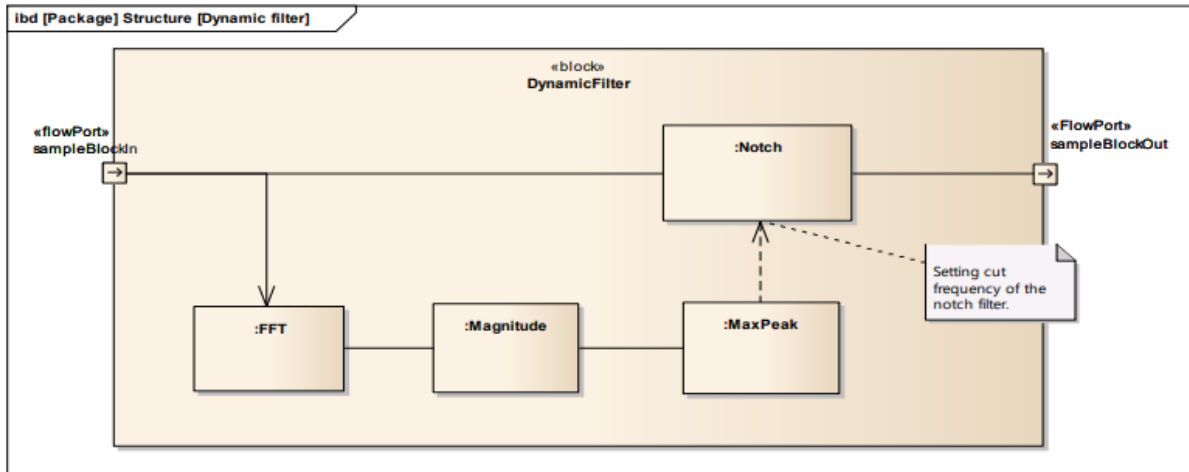 ibd [Package] Structure [Dynamic filter]
«block»
DynamicFilter
«flowPort»
sampleBlockIn
«FlowPort»
sampleBlockOut
:Notch
Setting cut
frequency of the
notch filter.
:FFT
:Magnitude
:MaxPeak